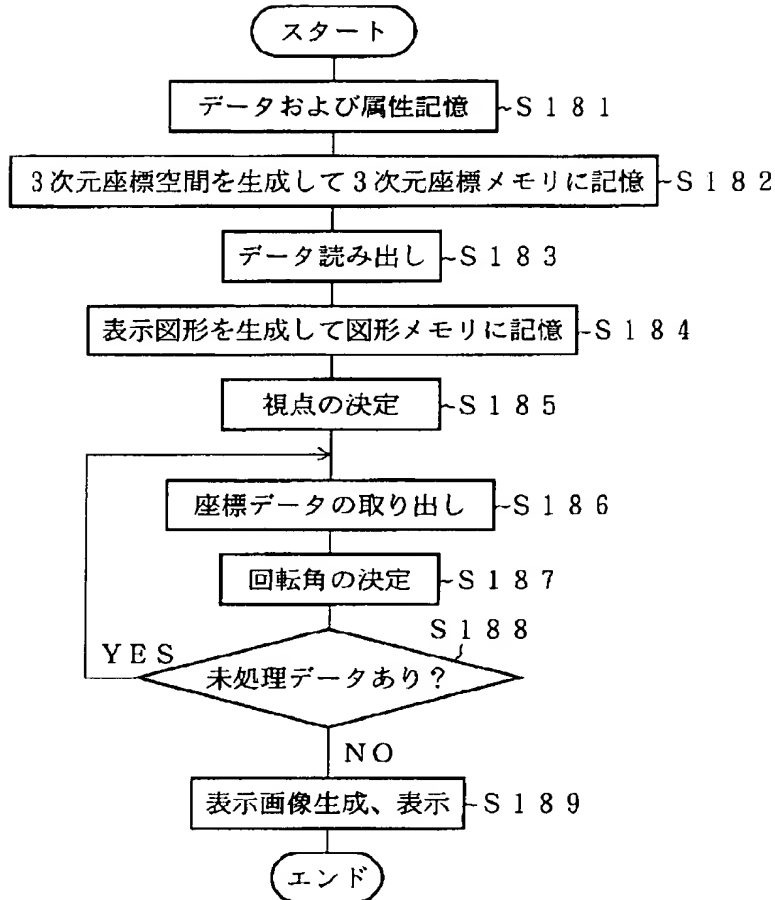 スタート
データおよび属性記憶 ~S181
3次元座標空間を生成して3次元座標メモリに記憶 ~S182
データ読み出し ~S183
表示図形を生成して図形メモリに記憶 ~S184
視点の決定 ~S185
座標データの取り出し ~S186
回転角の決定 ~S187
S188
YES
未処理データあり?
NO
表示画像生成、表示 ~S189
エンド